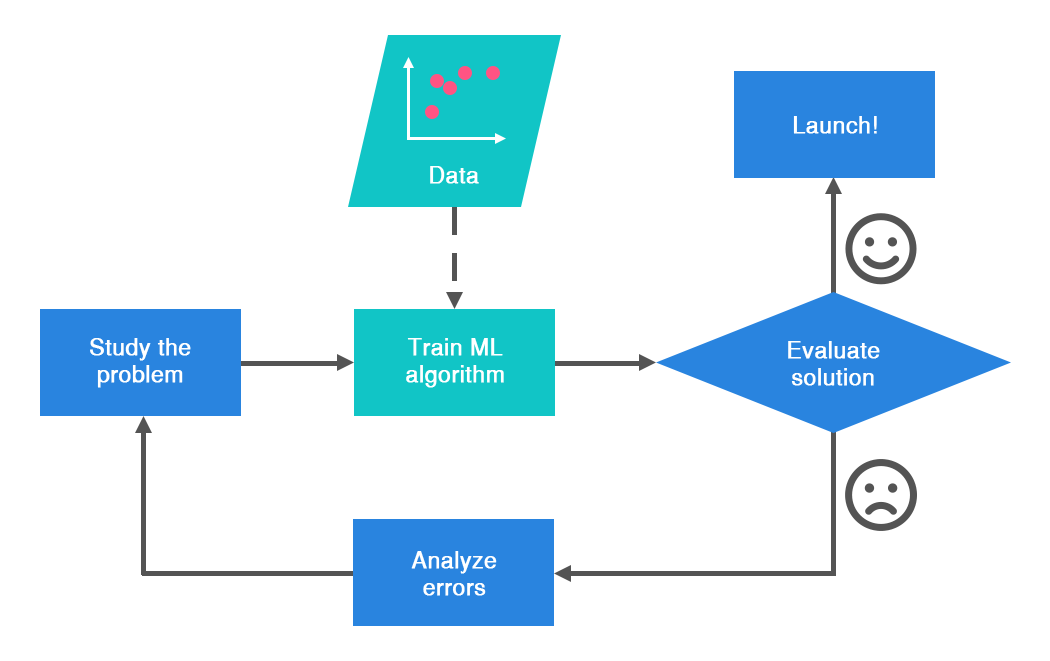 Data
Launch!
Study the
problem
Train ML
algorithm
Evaluate
solution
Analyze
errors